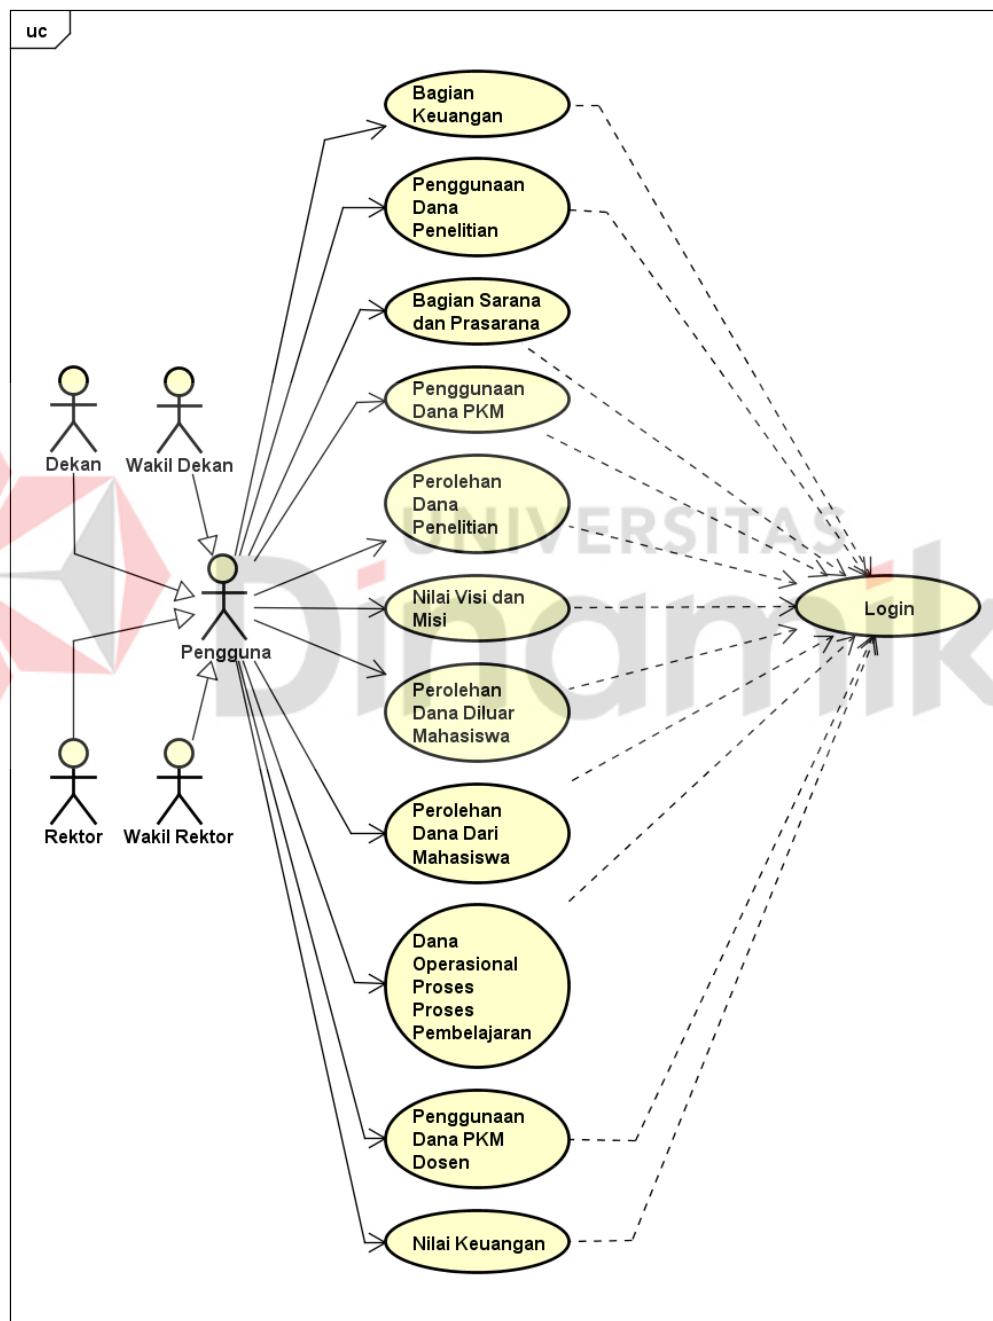 uc
Bagian
Keuangan
Penggunaan
Dana
Penelitian
Bagian Sarana
dan Prasarana
Penggunaan
Dana PKM
Dekan
Wakil Dekan
Perolehan
Dana
Penelitian
UNIVERSITAS
Dinamika
Nilai Visi dan
Misi
Login
Pengguna
Perolehan
Dana Diluar
Mahasiswa
Rektor
Wakil Rektor
Perolehan
Dana Dari
Mahasiswa
Dana
Operasional
Proses
Proses
Pembelajaran
Penggunaan
Dana PKM
Dosen
Nilai Keuangan